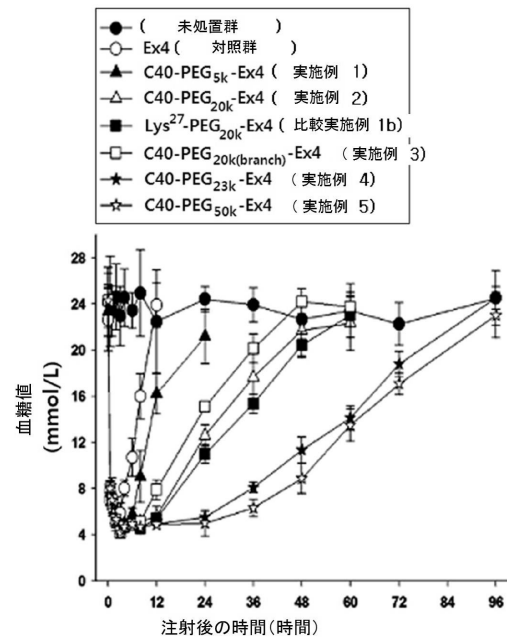 ( 未処置群 )
Ex4 ( 対照群 )
C40-PEG5k-Ex4 ( 実施例 1)
C40-PEG20k-Ex4 ( 実施例 2)
Lys27-PEG20k-Ex4 ( 比較実施例 1b)
C40-PEG20k(branch)-Ex4 ( 実施例 3)
C40-PEG23k-Ex4 ( 実施例 4)
C40-PEG50k-Ex4 ( 実施例 5)
血糖値
(mmol/L)
28
24
20
16
12
8
4
0
0 12 24 36 48 60 72 84 96
注射後の時間(時間)